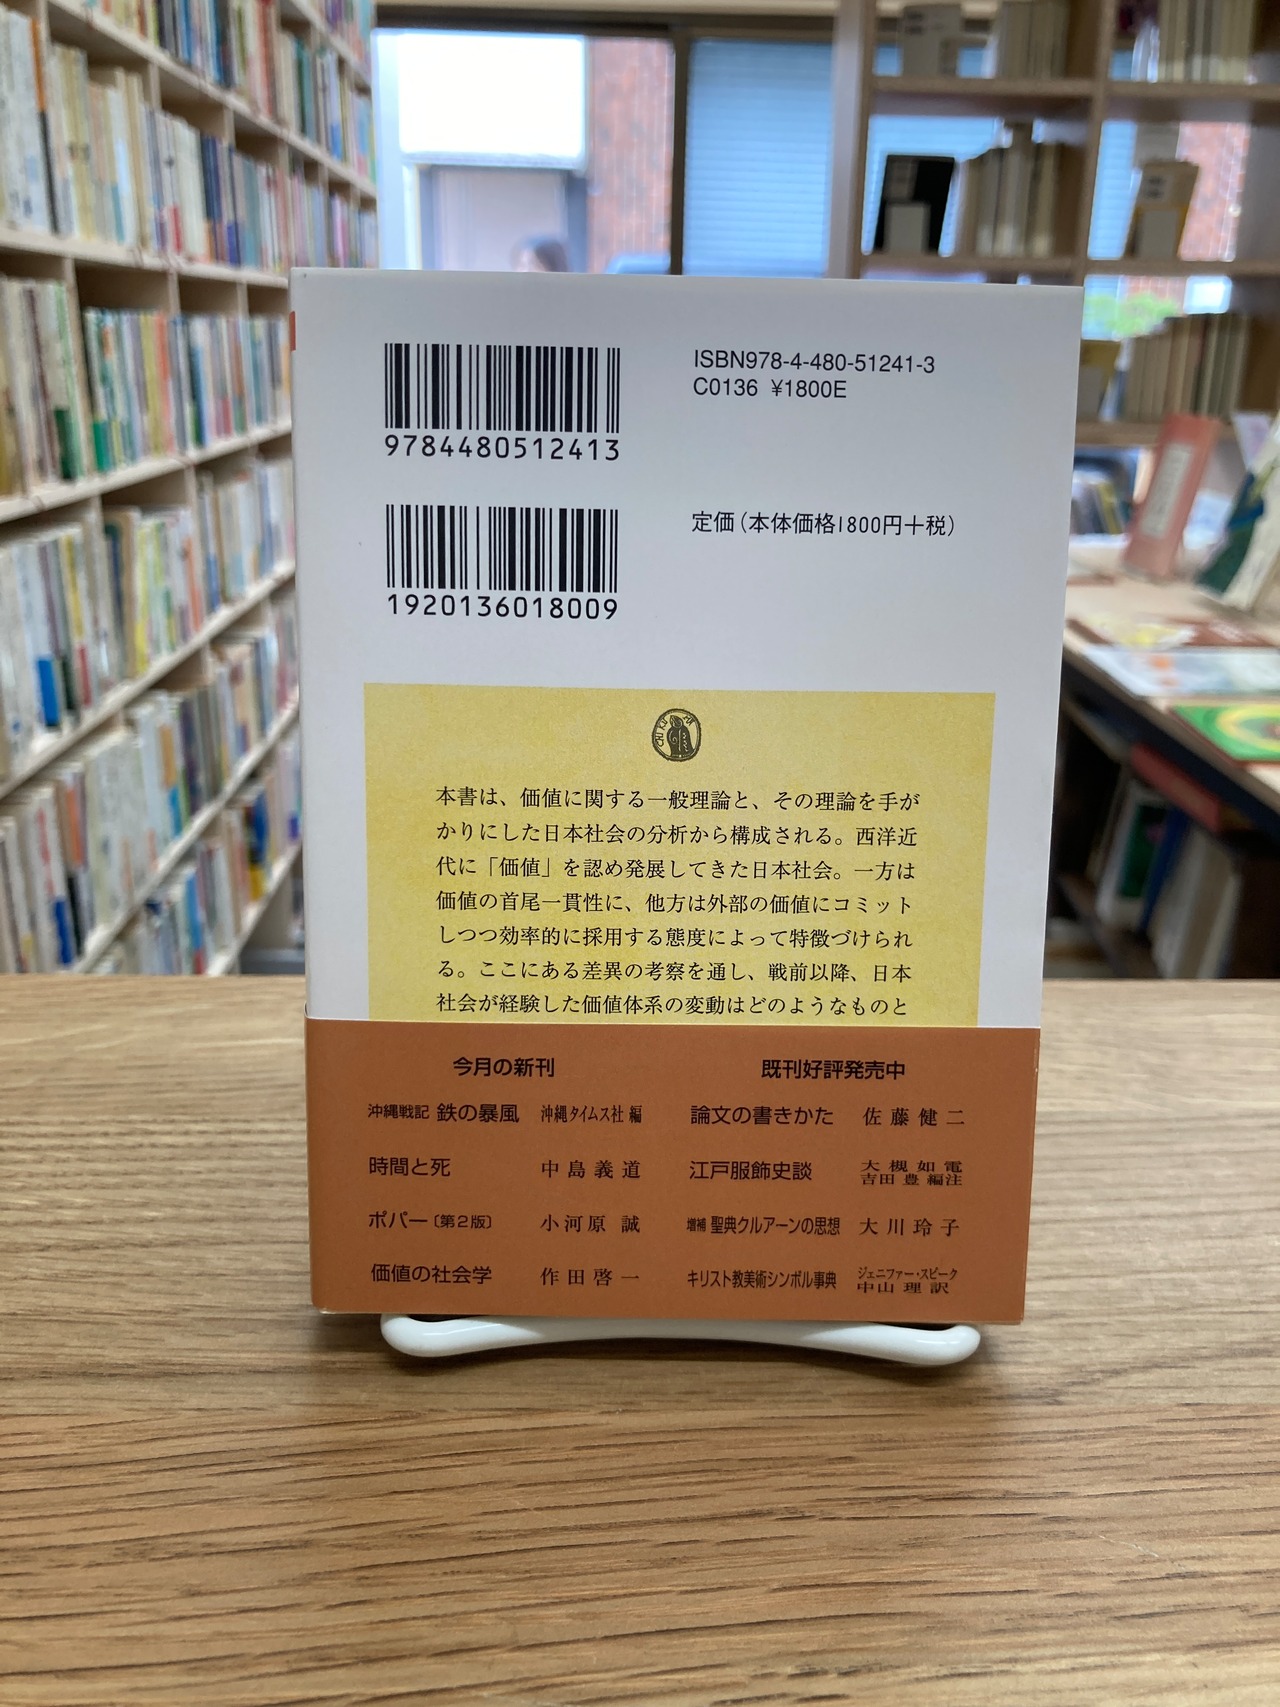 9784480512413
ISBN978-4-480-51241-3
C0136 ¥1800E
1920136018009
定価(本体価格1800円+税)
CHIKUMA
本書は、価値に関する一般理論と、その理論を手が
かりにした日本社会の分析から構成される。西洋近
代に「価値」を認め発展してきた日本社会。一方は
価値の首尾一貫性に、他方は外部の価値にコミット
しつつ効率的に採用する態度によって特徴づけられ
る。ここにある差異の考察を通し、戦前以降、日本
社会が経験した価値体系の変動はどのようなものと
今月の新刊
沖縄戦記 鉄の暴風 沖縄タイムス社 編
時間と死 中島義道
ポパー〔第2版〕 小河原 誠
価値の社会学 作田啓一
既刊好評発売中
論文の書きかた 佐藤健二
江戸服飾史談 大槻如電
吉田 豊 編注
増補 聖典クルアーンの思想 大川玲子
キリスト教美術シンボル事典 ジェニファー・スピーク
中山 理 訳